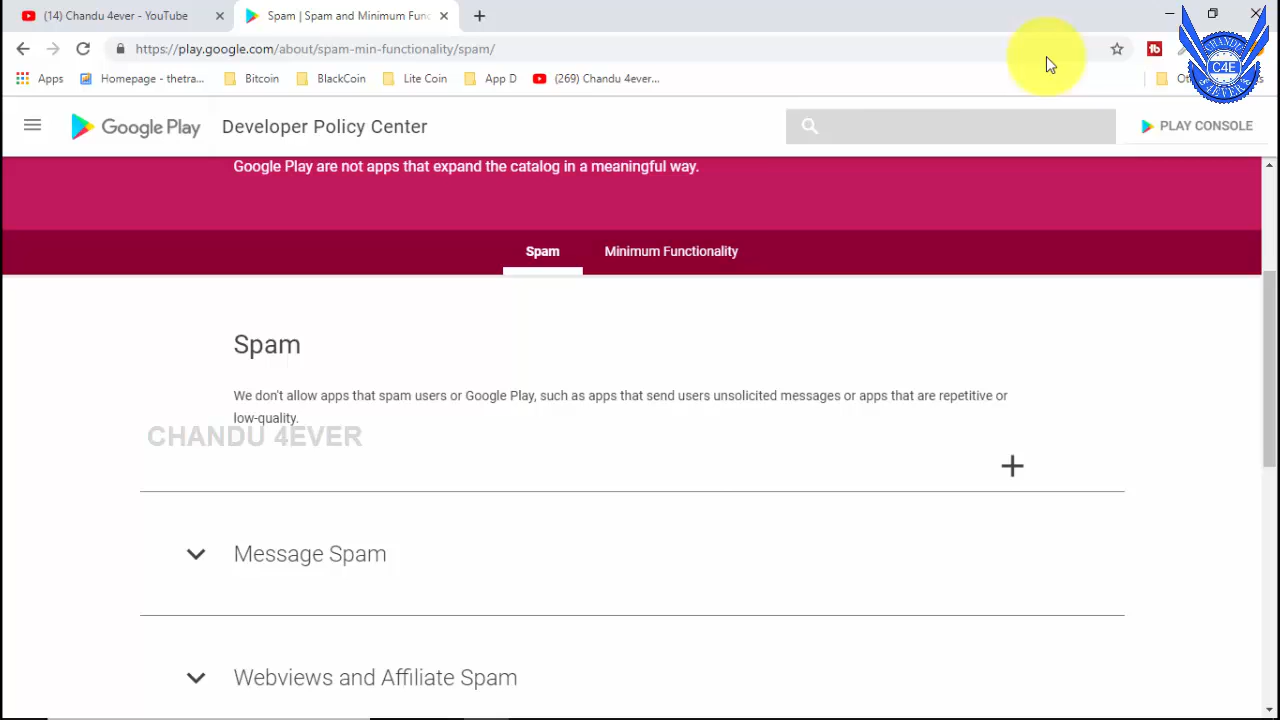 (14) Chandu 4ever - YouTube
Spam | Spam and Minimum Func
https://play.google.com/about/spam-min-functionality/spam/
Apps
Homepage - thetra...
Bitcoin
BlackCoin
Lite Coin
App D
(269) Chandu 4ever...
CHANDU
C4E
4EVER
Google Play
Developer Policy Center
PLAY CONSOLE
Google Play are not apps that expand the catalog in a meaningful way.
Spam
Minimum Functionality
Spam
We don't allow apps that spam users or Google Play, such as apps that send users unsolicited messages or apps that are repetitive or
low-quality.
CHANDU 4EVER
Message Spam
Webviews and Affiliate Spam